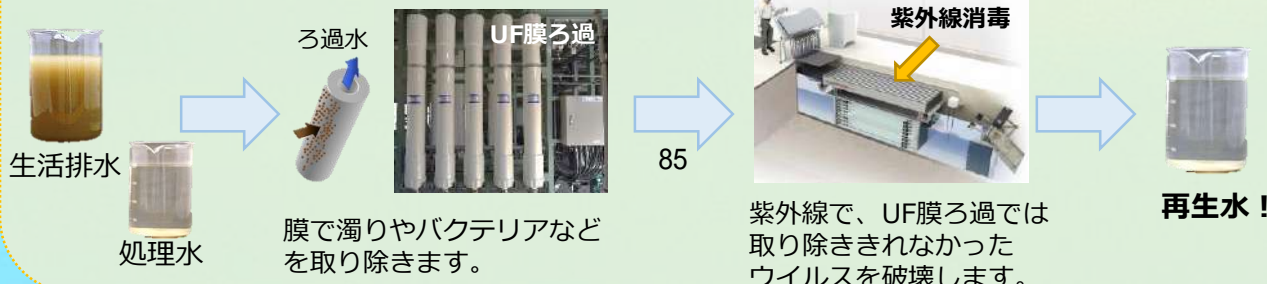 生活排水
処理水
ろ過水
UF膜ろ過
膜で濁りやバクテリアなど
を取り除きます。
85
紫外線消毒
紫外線で、UF膜ろ過では
取り除ききれなかった
ウイルスを破壊します。
再生水！